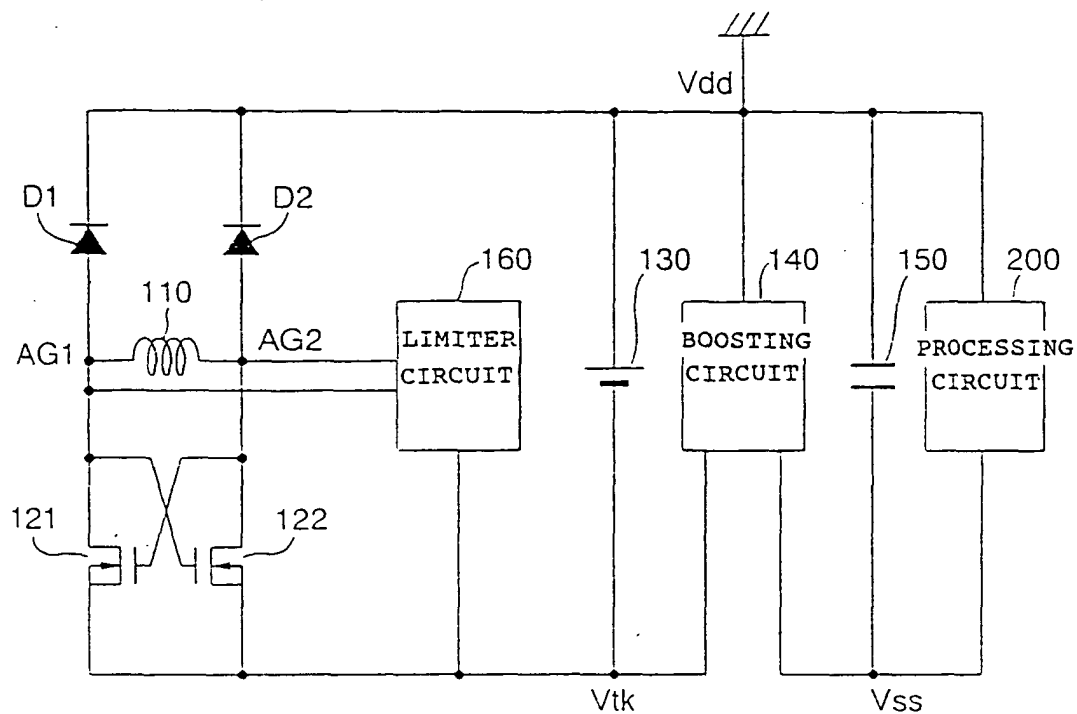 Vdd
D1
D2
160
130
140
150
200
110
AG1
AG2
LIMITER
CIRCUIT
BOOSTING
CIRCUIT
PROCESSING
CIRCUIT
121
122
Vtk
Vss